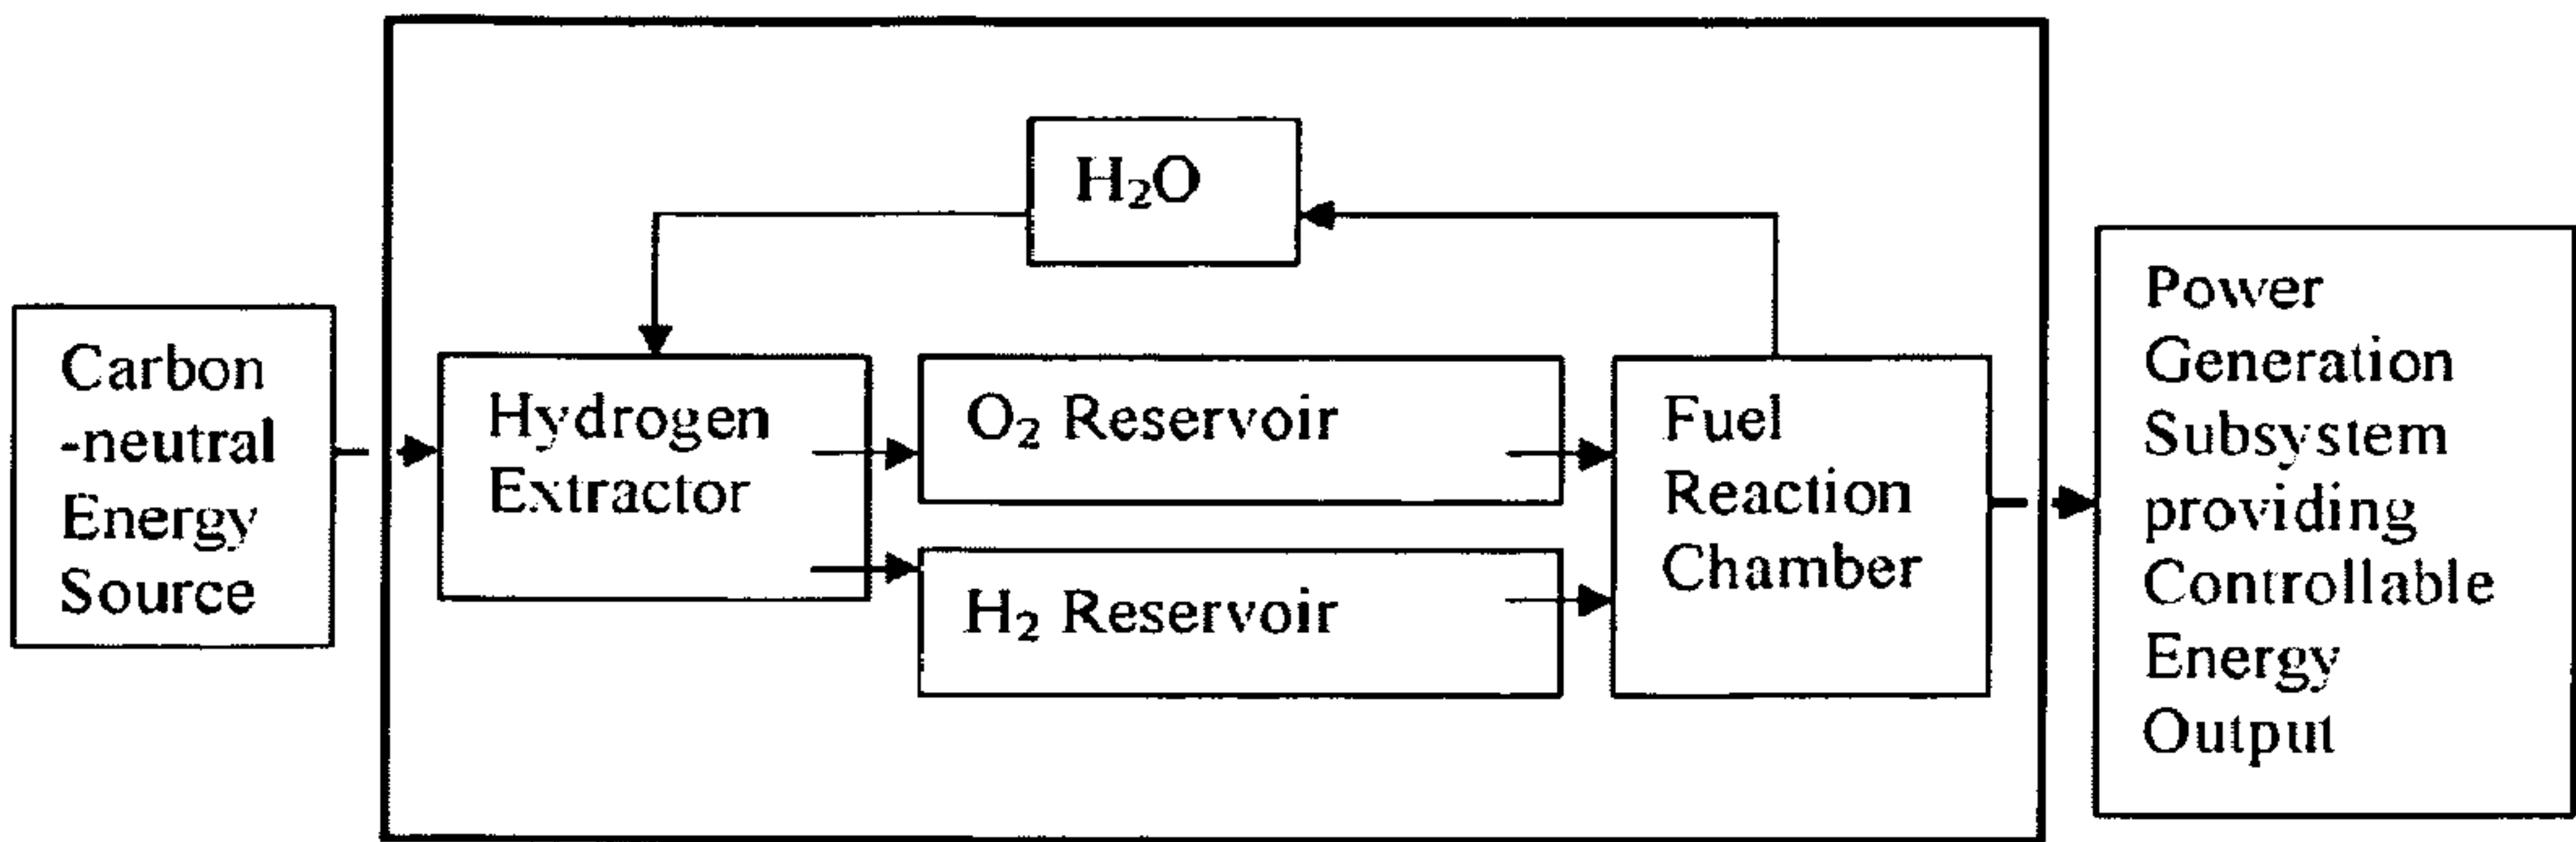 H₂O
Carbon
-neutral
Energy
Source
Hydrogen
Extractor
O₂ Reservoir
H₂ Reservoir
Fuel
Reaction
Chamber
Power
Generation
Subsystem
providing
Controllable
Energy
Output